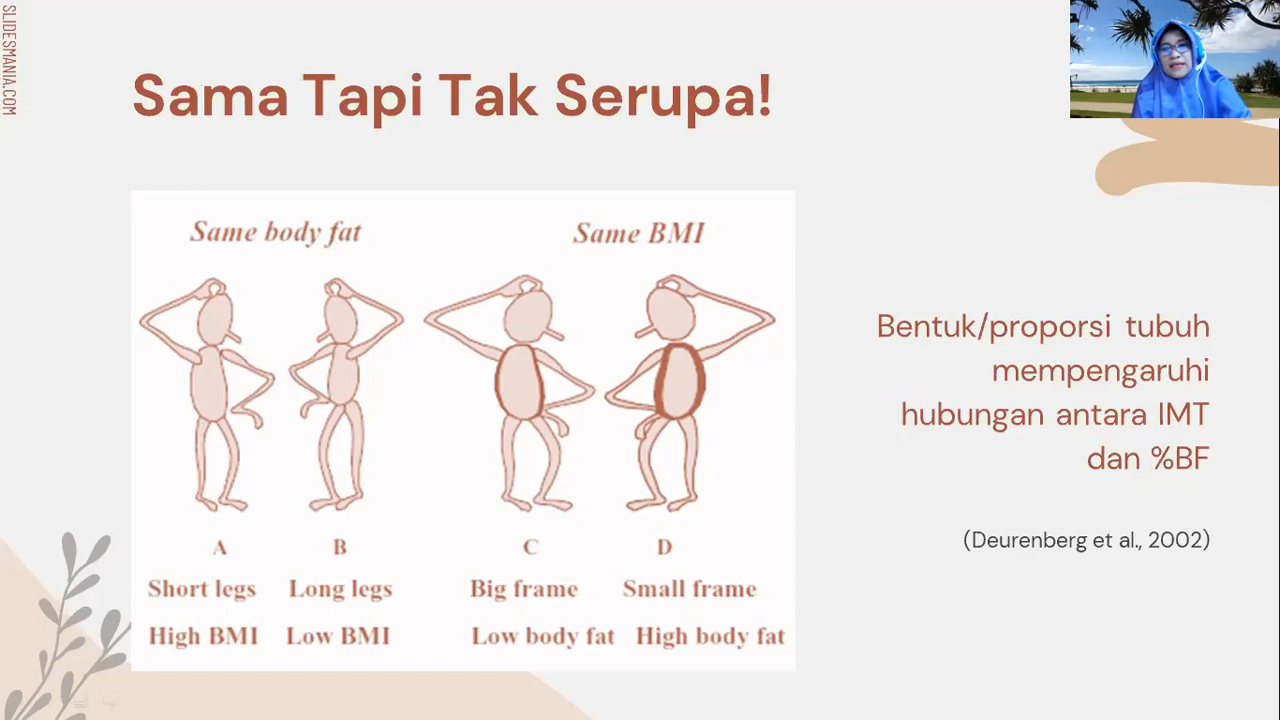 SLIDESMANIA.COM
Sama Tapi Tak Serupa!
Same body fat
Same BMI
A
B
C
D
Short legs
Long legs
Big frame
Small frame
High BMI
Low BMI
Low body fat
High body fat
Bentuk/proporsi tubuh
mempengaruhi
hubungan antara IMT
dan %BF
(Deurenberg et al., 2002)